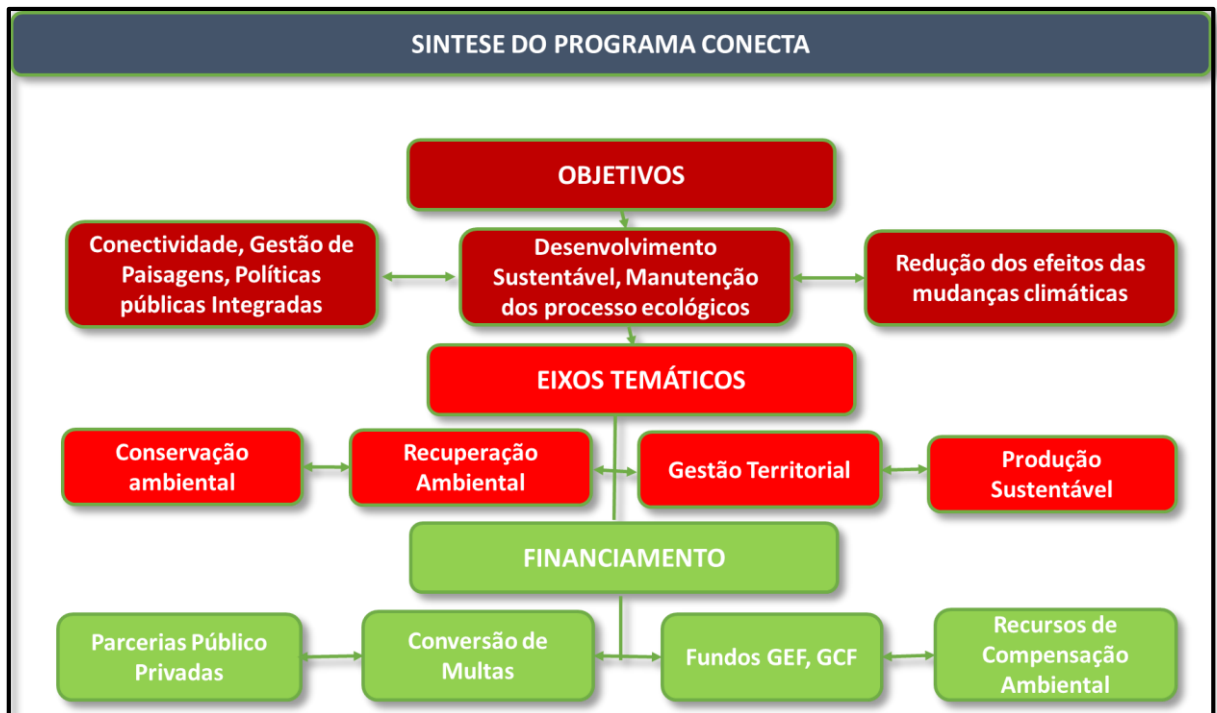 SINTESE DO PROGRAMA CONECTA
OBJETIVOS
Conectividade, Gestão de
Paisagens, Políticas
públicas Integradas
Desenvolvimento
Sustentável, Manutenção
dos processo ecológicos
Redução dos efeitos das
mudanças climáticas
EIXOS TEMÁTICOS
Conservação
ambiental
Recuperação
Ambiental
Gestão Territorial
Produção
Sustentável
FINANCIAMENTO
Parcerias Público
Privadas
Conversão de
Multas
Fundos GEF, GCF
Recursos de
Compensação
Ambiental